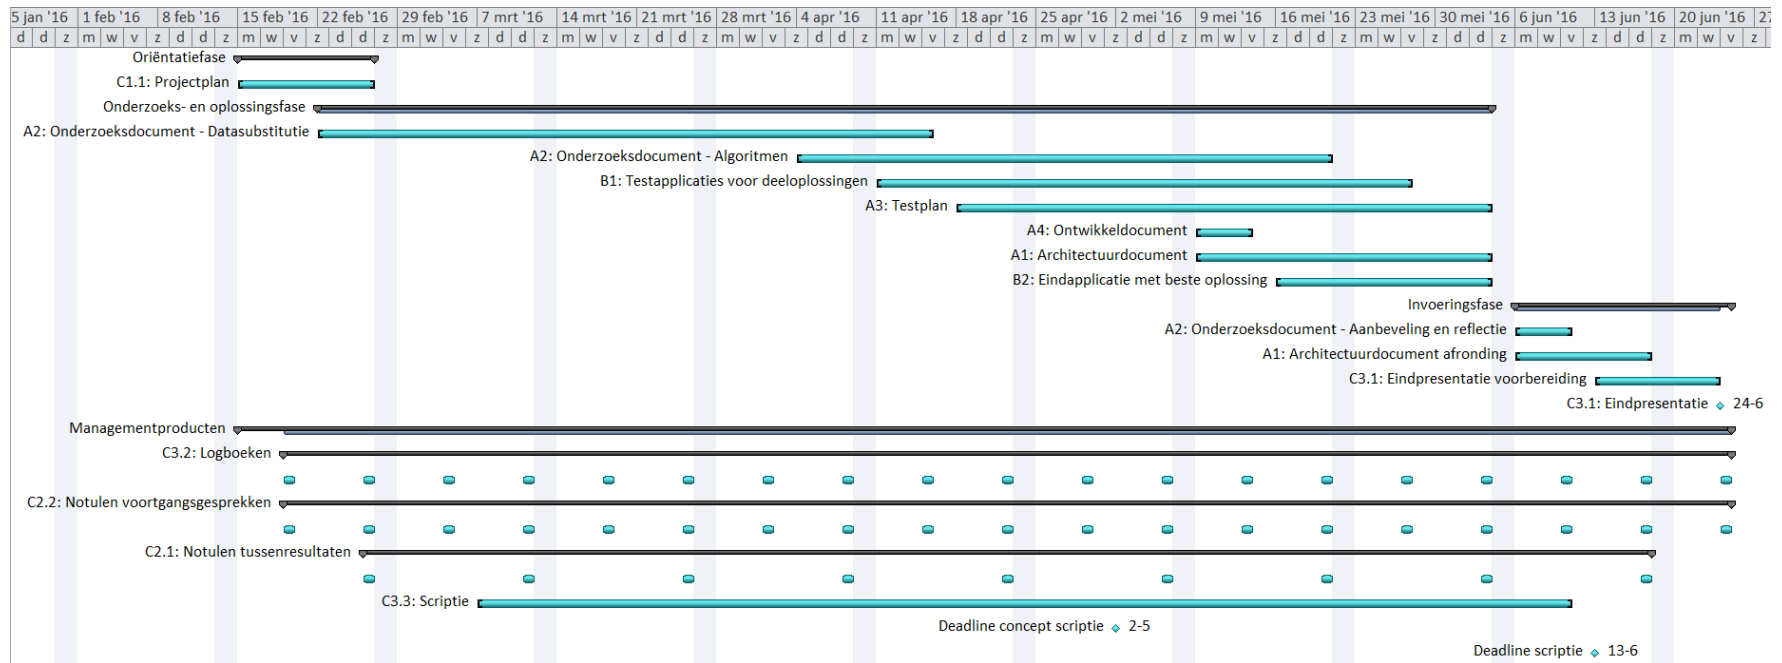 5 jan '16 1 feb '16 8 feb '16 15 feb '16 22 feb '16 29 feb '16 7 mrt '16 14 mrt '16 21 mrt '16 28 mrt '16 4 apr '16 11 apr '16 18 apr '16 25 apr '16 2 mei '16 9 mei '16 16 mei '16 23 mei '16 30 mei '16 6 jun '16 13 jun '16 20 jun '16 27
d d z m w v z d d z m w v z d d z m w v z d d z m w v z d d z m w v z d d z m w v z d d z m w v z d d z m w v z d d z m w v z d d z m w v z d d z m w v z
Oriëntatiefase
C1.1: Projectplan
Onderzoeks- en oplossingsfase
A2: Onderzoeksdocument - Datasubstitutie
A2: Onderzoeksdocument - Algoritmen
B1: Testapplicaties voor deeloplossingen
A3: Testplan
A4: Ontwikkeldocument
A1: Architectuurdocument
B2: Eindapplicatie met beste oplossing
Invoeringsfase
A2: Onderzoeksdocument - Aanbeveling en reflectie
A1: Architectuurdocument afronding
C3.1: Eindpresentatie voorbereiding
C3.1: Eindpresentatie 24-6
Managementproducten
C3.2: Logboeken
C2.2: Notulen voortgangsgesprekken
C2.1: Notulen tussenresultaten
C3.3: Scriptie
Deadline concept scriptie 2-5
Deadline scriptie 13-6